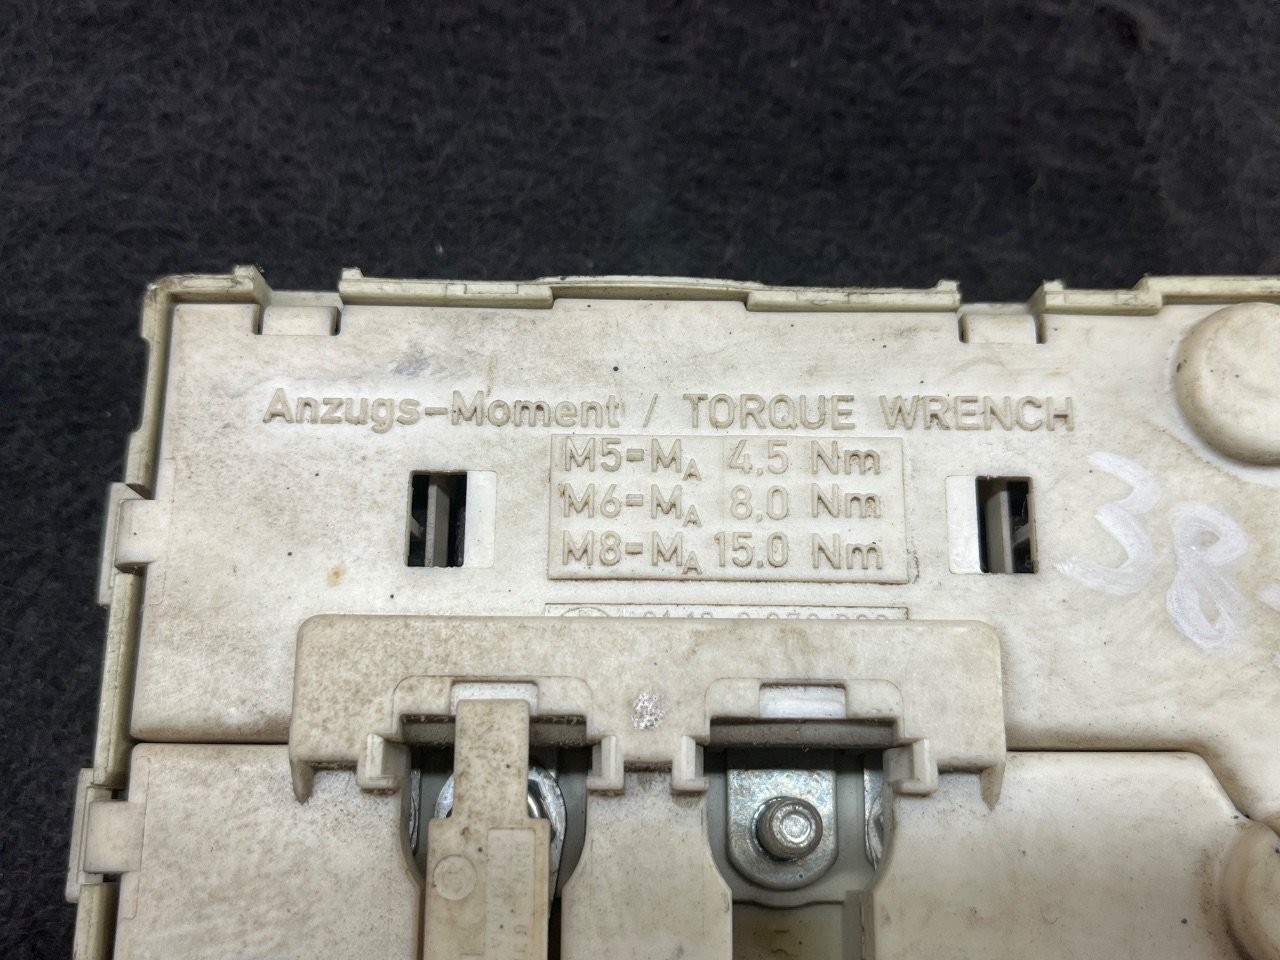 Anzugs-Moment / TORQUE WRENCH
M5=MA 4,5 Nm
M6=MA 8,0 Nm
M8=MA 15,0 Nm
38